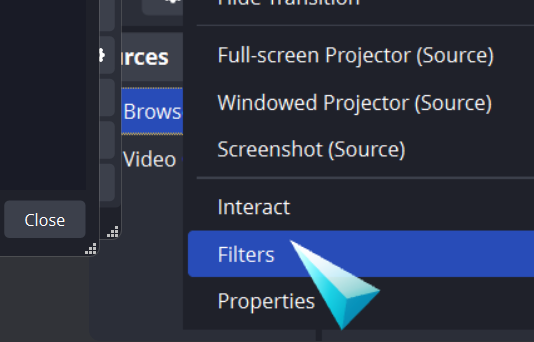 Hide Transition
urces
Full-screen Projector (Source)
Brows
Windowed Projector (Source)
Video
Screenshot (Source)
Interact
Close
Filters
Properties